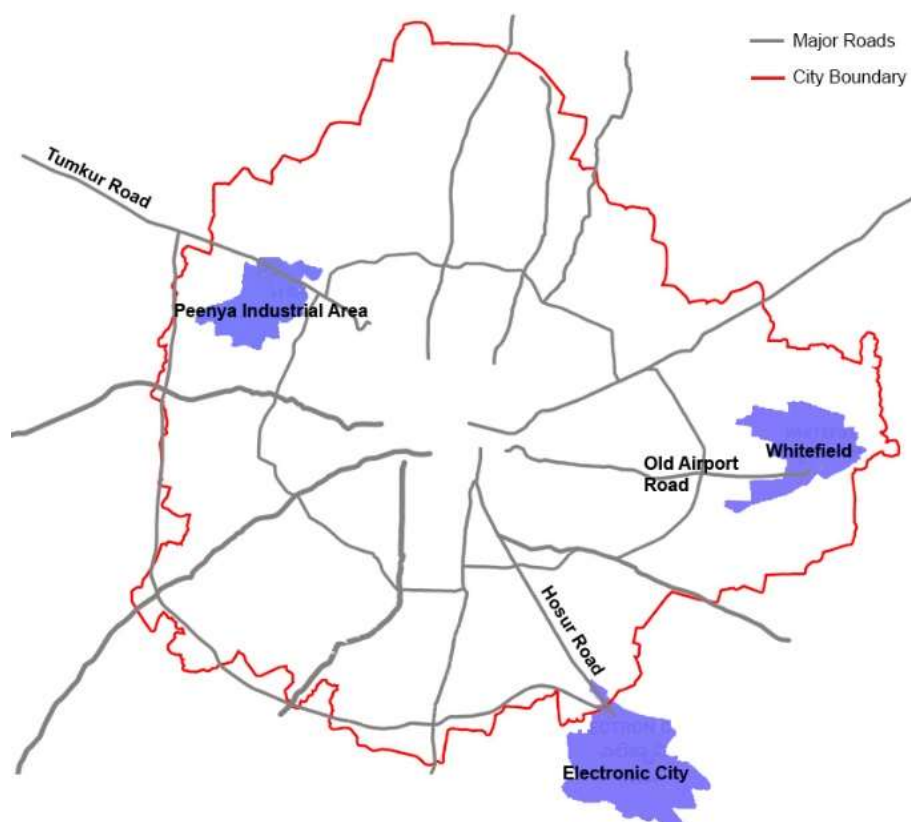 Major Roads
City Boundary
Tumkur Road
Peenya Industrial Area
Whitefield
Old Airport
Road
Hosur Road
Electronic City